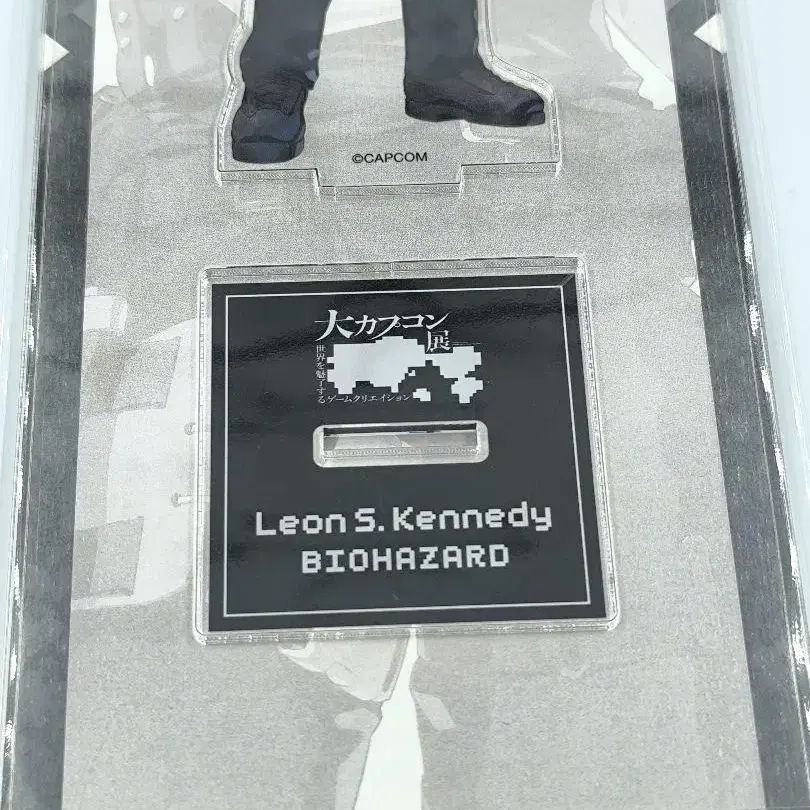 ©CAPCOM
大カプコン展
世界を魅了する
ゲームクリエイション
Leon S. Kennedy
BIOHAZARD